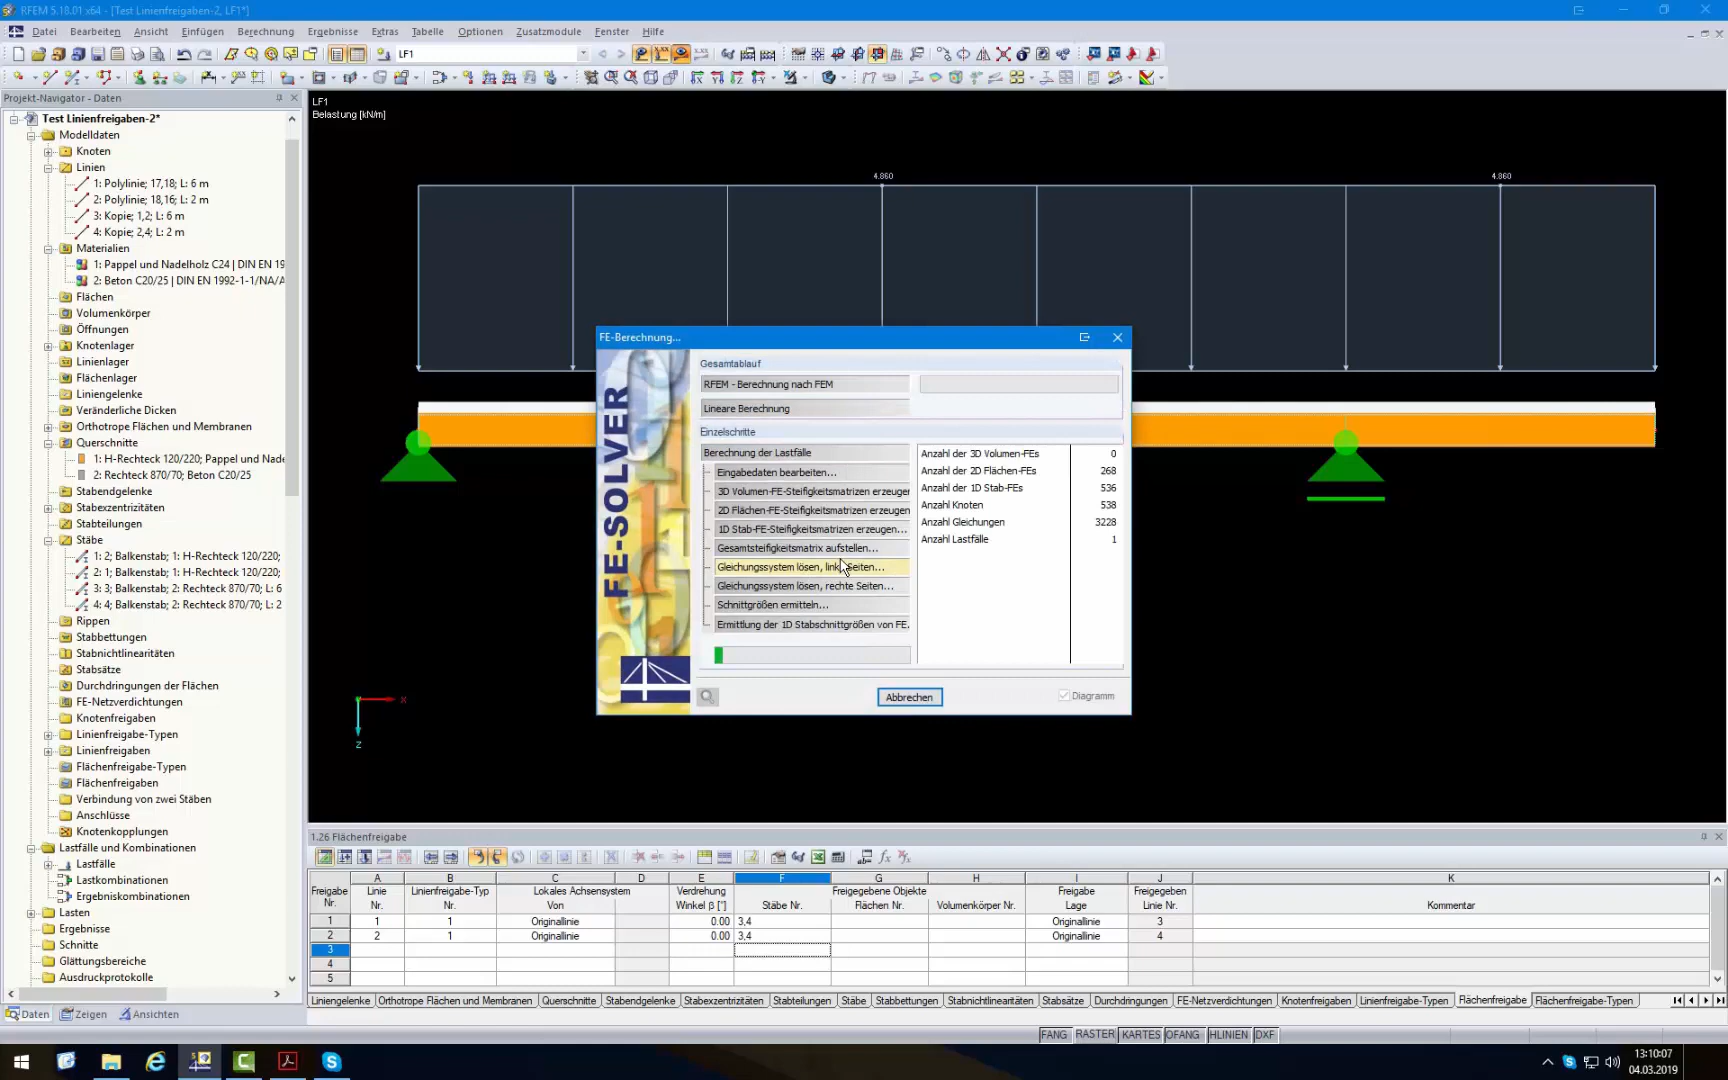 RFEM 5.18.01 x64 - [Test Linienfreigaben-2, LF1*]
Datei Bearbeiten Ansicht Einfügen Berechnung Ergebnisse Extras Tabelle Optionen Zusatzmodule Fenster Hilfe
LF1
Projekt-Navigator - Daten
Test Linienfreigaben-2*
Modelldaten
Knoten
Linien
1: Polylinie; 17,18; L: 6 m
2: Polylinie; 18,16; L: 2 m
3: Kopie; 1,2; L: 6 m
4: Kopie; 2,4; L: 2 m
Materialien
1: Pappel und Nadelholz C24 | DIN EN 19
2: Beton C20/25 | DIN EN 1992-1-1/NA/A
Flächen
Volumenkörper
Öffnungen
Knotenlager
Linienlager
Flächenlager
Liniengelenke
Veränderliche Dicken
Orthotrope Flächen und Membranen
Querschnitte
1: H-Rechteck 120/220; Pappel und Nade
2: Rechteck 870/70; Beton C20/25
Stabendgelenke
Stabexzentrizitäten
Stabteilungen
Stäbe
1: 2; Balkenstab; 1: H-Rechteck 120/220;
2: 1; Balkenstab; 1: H-Rechteck 120/220;
3: 3; Balkenstab; 2: Rechteck 870/70; L: 6
4: 4; Balkenstab; 2: Rechteck 870/70; L: 2
Rippen
Stabbettungen
Stabnichtlinearitäten
Stabsätze
Durchdringungen der Flächen
FE-Netzverdichtungen
Knotenfreigaben
Linienfreigabe-Typen
Linienfreigaben
Flächenfreigabe-Typen
Flächenfreigaben
Verbindung von zwei Stäben
Anschlüsse
Knotenkopplungen
Lastfälle und Kombinationen
Lastfälle
Lastkombinationen
Ergebniskombinationen
Lasten
Ergebnisse
Schnitte
Glättungsbereiche
Ausdruckprotokolle
Daten Zeigen Ansichten
LF1
Belastung [kN/m]
4.860
4.860
X
Z
FE-Berechnung...
FE-SOLVER
Gesamtablauf
RFEM - Berechnung nach FEM
Lineare Berechnung
Einzelschritte
Berechnung der Lastfälle
Eingabedaten bearbeiten...
3D Volumen-FE-Steifigkeitsmatrizen erzeugen
2D Flächen-FE-Steifigkeitsmatrizen erzeugen
1D Stab-FE-Steifigkeitsmatrizen erzeugen...
Gesamtsteifigkeitsmatrix aufstellen...
Gleichungssystem lösen, linke Seiten...
Gleichungssystem lösen, rechte Seiten...
Schnittgrößen ermitteln...
Ermittlung der 1D Stabschnittgrößen von FE.
Anzahl der 3D Volumen-FEs 0
Anzahl der 2D Flächen-FEs 268
Anzahl der 1D Stab-FEs 536
Anzahl Knoten 538
Anzahl Gleichungen 3228
Anzahl Lastfälle 1
Abbrechen
Diagramm
1.26 Flächenfreigabe
A B C D E F G H I J K
Freigabe Linie Linienfreigabe-Typ Lokales Achsensystem Verdrehung Freigegebene Objekte Freigabe Freigegeben
Nr. Nr. Nr. Von Winkel β [°] Stäbe Nr. Flächen Nr. Volumenkörper Nr. Lage Linie Nr. Kommentar
1 1 1 Originallinie 0.00 3,4 Originallinie 3
2 2 1 Originallinie 0.00 3,4 Originallinie 4
3
4
5
Liniengelenke Orthotrope Flächen und Membranen Querschnitte Stabendgelenke Stabexzentrizitäten Stabteilungen Stäbe Stabbettungen Stabnichtlinearitäten Stabsätze Durchdringungen FE-Netzverdichtungen Knotenfreigaben Linienfreigabe-Typen Flächenfreigabe Flächenfreigabe-Typen
FANG RASTER KARTES OFANG HLINIEN DXF
13:10:07
04.03.2019